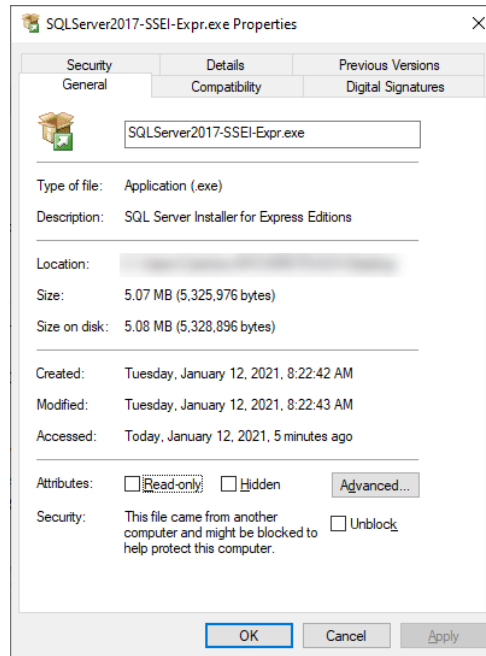 SQLServer2017-SSEI-Expr.exe Properties
Security Details Previous Versions
General Compatibility Digital Signatures
SQLServer2017-SSEI-Expr.exe
Type of file: Application (.exe)
Description: SQL Server Installer for Express Editions
Location:
Size: 5.07 MB (5,325,976 bytes)
Size on disk: 5.08 MB (5,328,896 bytes)
Created: Tuesday, January 12, 2021, 8:22:42 AM
Modified: Tuesday, January 12, 2021, 8:22:43 AM
Accessed: Today, January 12, 2021, 5 minutes ago
Attributes: Read-only Hidden Advanced...
Security: This file came from another
computer and might be blocked to
help protect this computer.
Unblock
OK Cancel Apply